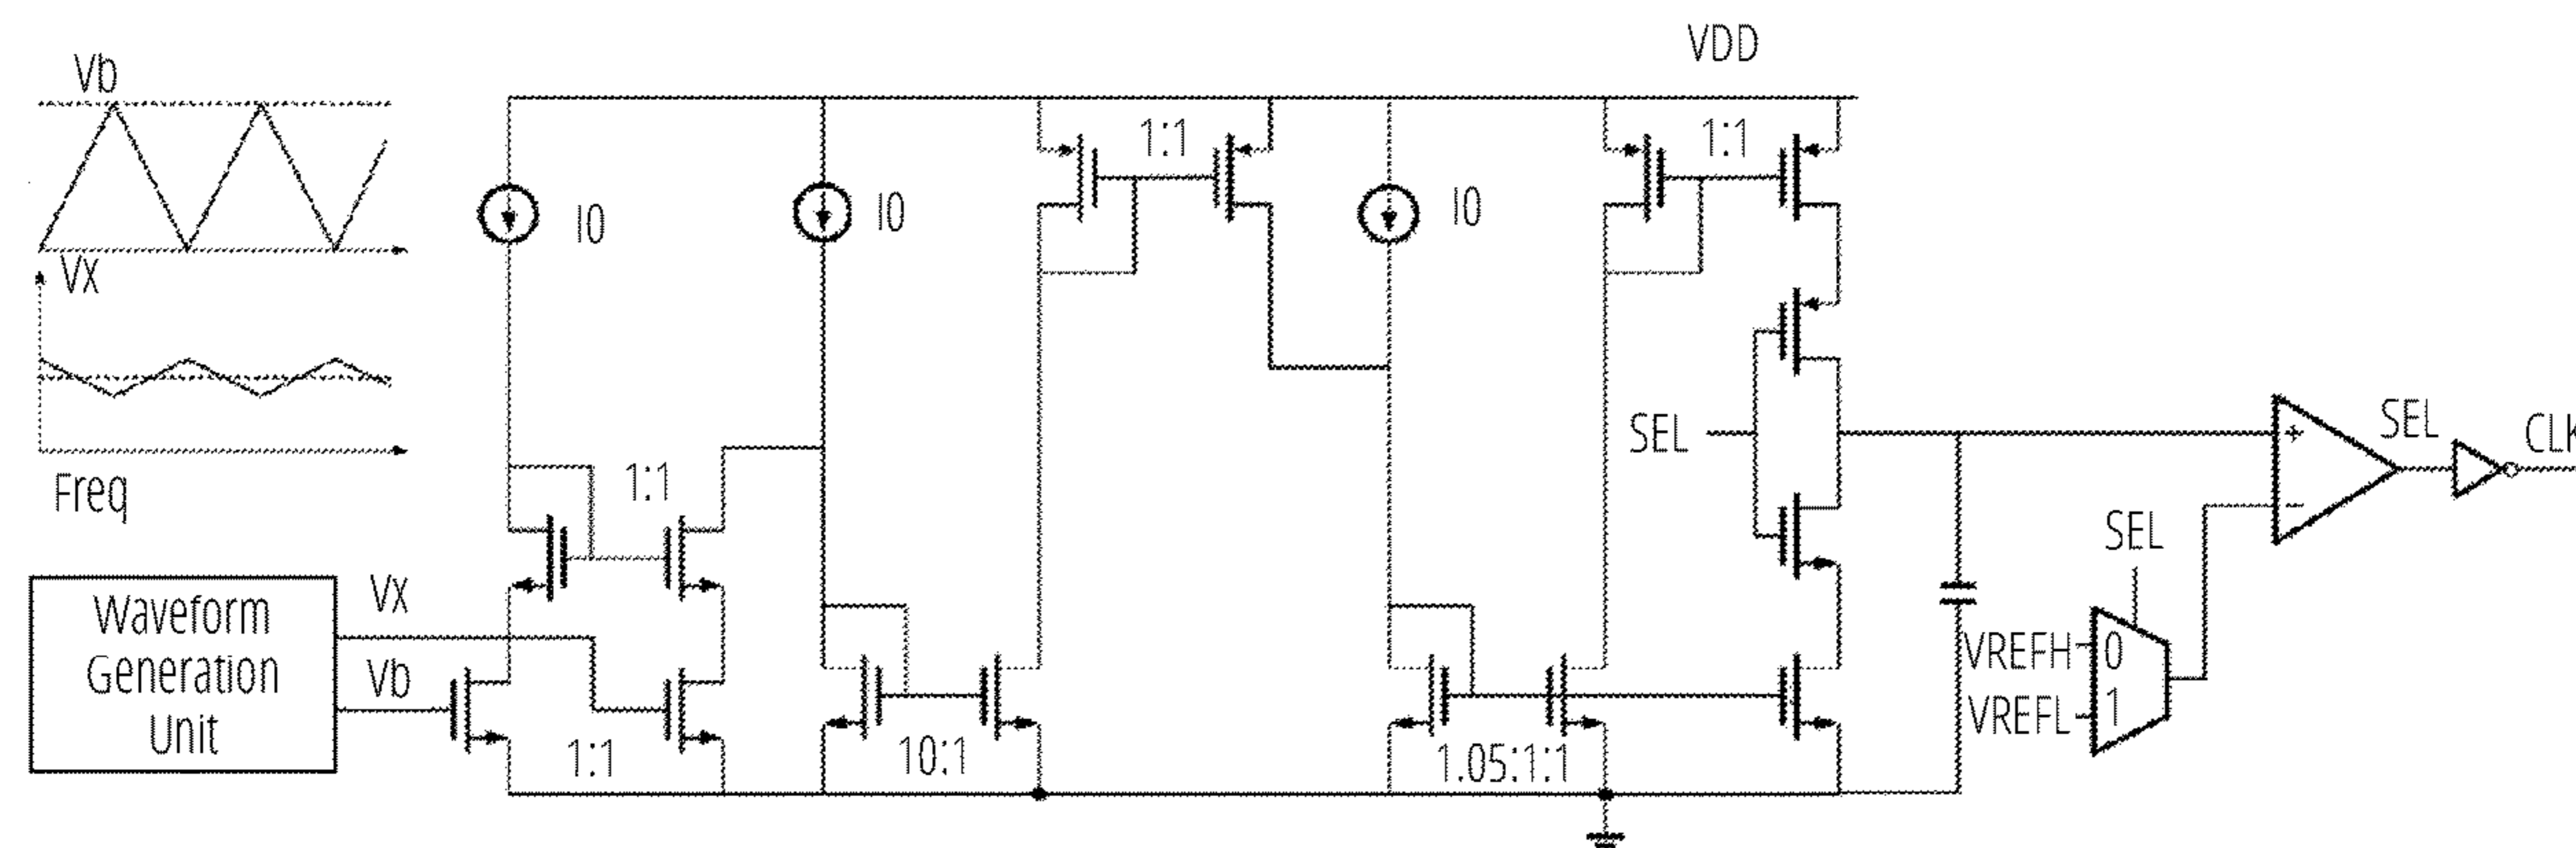 VDD
Vb
1:1
1:1
I0
I0
I0
Vx
SEL
SEL
CLK
1:1
Freq
SEL
Vx
Waveform
Generation
Unit
Vb
VREFH
0
VREFL
1
1:1
10:1
1.05:1:1